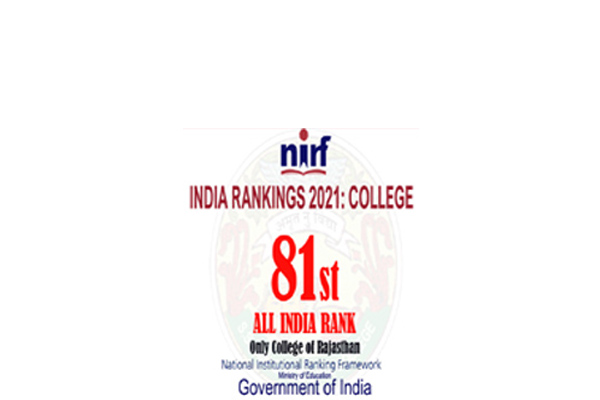 nirf
INDIA RANKINGS 2021: COLLEGE
81st
ALL INDIA RANK
Only College of Rajasthan
National Institutional Ranking Framework
Ministry of Education
Government of India